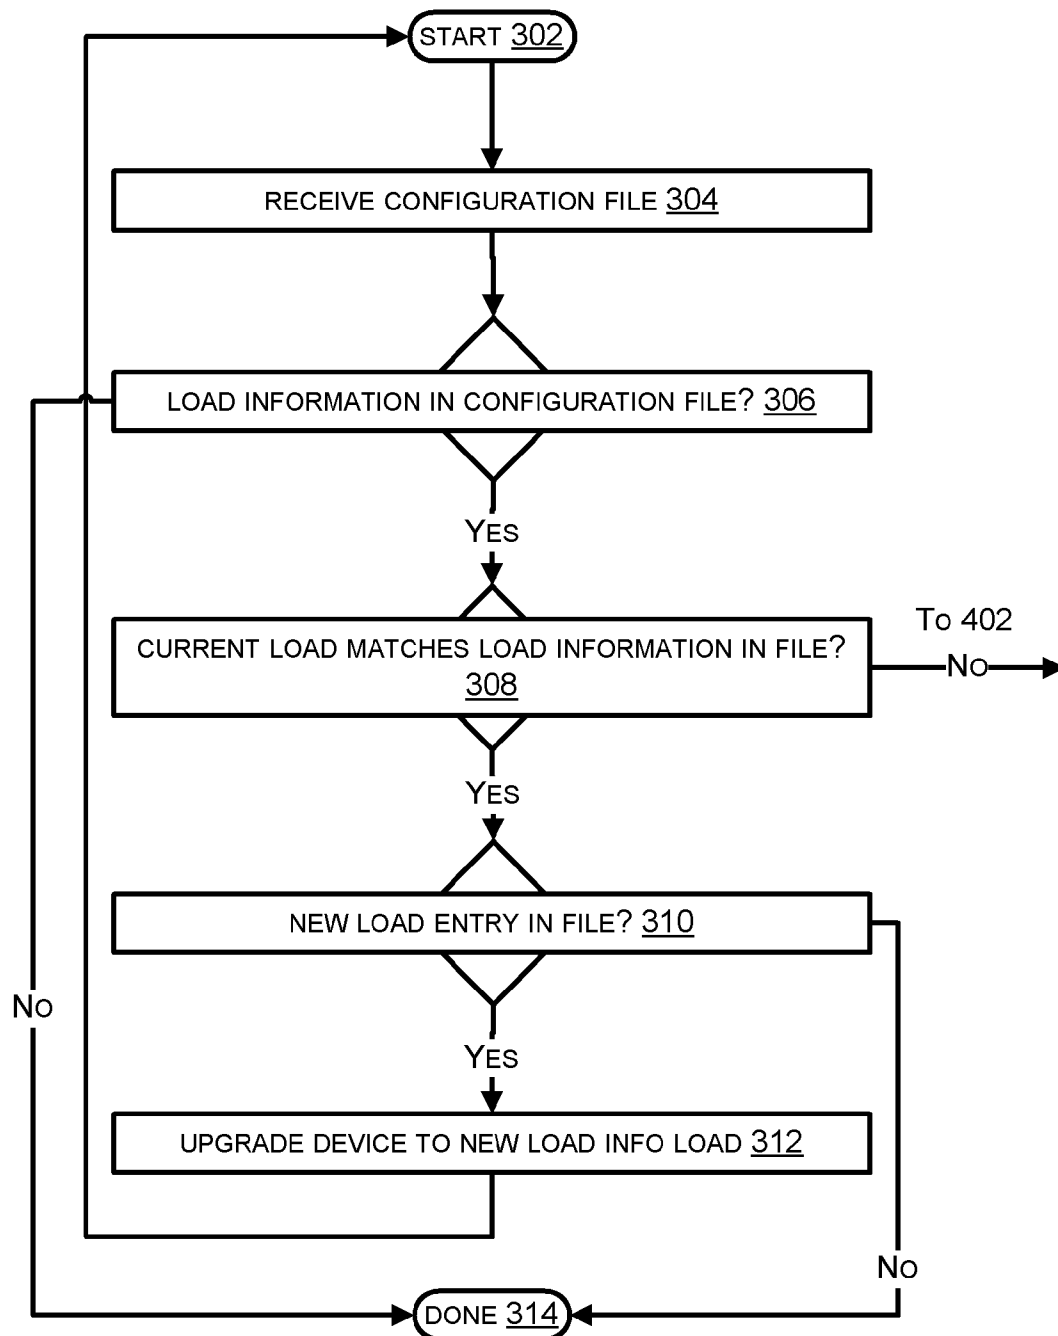 START 302
RECEIVE CONFIGURATION FILE 304
LOAD INFORMATION IN CONFIGURATION FILE? 306
YES
CURRENT LOAD MATCHES LOAD INFORMATION IN FILE?
308
TO 402
NO
YES
NEW LOAD ENTRY IN FILE? 310
NO
YES
UPGRADE DEVICE TO NEW LOAD INFO LOAD 312
NO
DONE 314